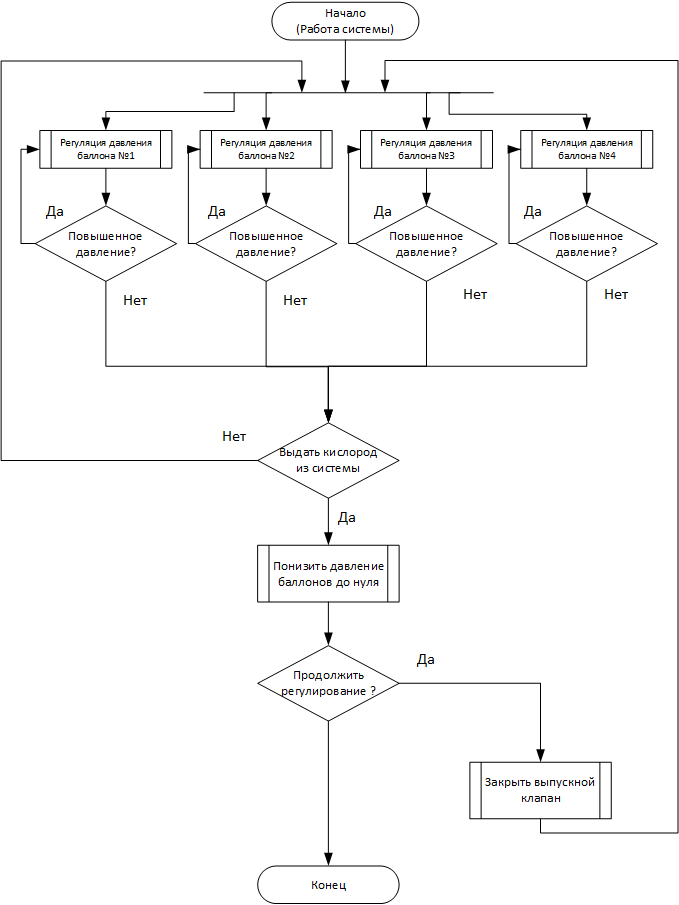 Начало
(Работа системы)
Регуляция давления
баллона №1
Регуляция давления
баллона №2
Регуляция давления
баллона №3
Регуляция давления
баллона №4
Да
Да
Да
Да
Повышенное
давление?
Повышенное
давление?
Повышенное
давление?
Повышенное
давление?
Нет
Нет
Нет
Нет
Нет
Выдать кислород
из системы
Да
Понизить давление
баллонов до нуля
Да
Продолжить
регулирование ?
Закрыть выпускной
клапан
Конец